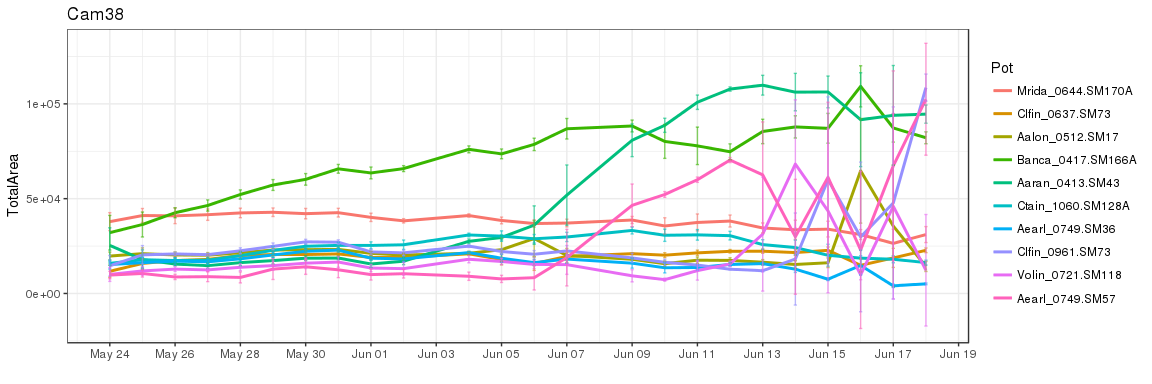 Cam38
TotalArea
1e+05
5e+04
0e+00
May 24 May 26 May 28 May 30 Jun 01 Jun 03 Jun 05 Jun 07 Jun 09 Jun 11 Jun 13 Jun 15 Jun 17 Jun 19
Pot
Mrida_0644.SM170A
Clfin_0637.SM73
Aalon_0512.SM17
Banca_0417.SM166A
Aaran_0413.SM43
Ctain_1060.SM128A
Aearl_0749.SM36
Clfin_0961.SM73
Volin_0721.SM118
Aearl_0749.SM57